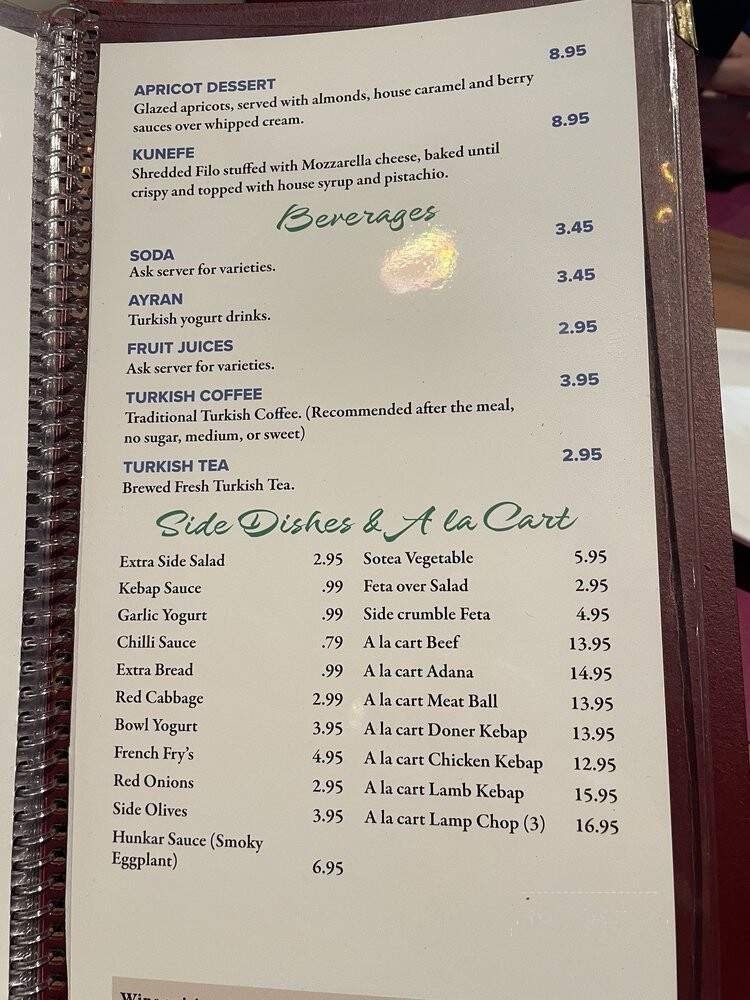 APRICOT DESSERT 8.95
Glazed apricots, served with almonds, house caramel and berry
sauces over whipped cream.
KUNEFE 8.95
Shredded Filo stuffed with Mozzarella cheese, baked until
crispy and topped with house syrup and pistachio.
Beverages
SODA 3.45
Ask server for varieties.
AYRAN 3.45
Turkish yogurt drinks.
FRUIT JUICES 2.95
Ask server for varieties.
TURKISH COFFEE 3.95
Traditional Turkish Coffee. (Recommended after the meal,
no sugar, medium, or sweet)
TURKISH TEA 2.95
Brewed Fresh Turkish Tea.
Side Dishes & A la Cart
Extra Side Salad 2.95
Kebap Sauce .99
Garlic Yogurt .99
Chilli Sauce .79
Extra Bread .99
Red Cabbage 2.99
Bowl Yogurt 3.95
French Fry's 4.95
Red Onions 2.95
Side Olives 3.95
Hunkar Sauce (Smoky
Eggplant) 6.95
Sotea Vegetable 5.95
Feta over Salad 2.95
Side crumble Feta 4.95
A la cart Beef 13.95
A la cart Adana 14.95
A la cart Meat Ball 13.95
A la cart Doner Kebap 13.95
A la cart Chicken Kebap 12.95
A la cart Lamb Kebap 15.95
A la cart Lamp Chop (3) 16.95